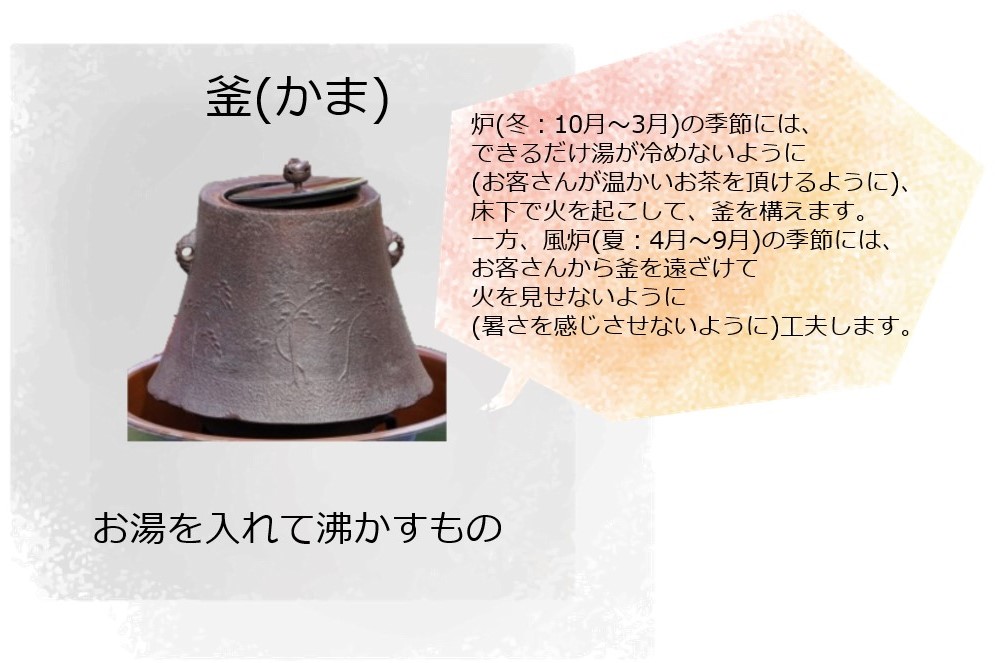 釜(かま)
炉(冬：10月～3月)の季節には、
できるだけ湯が冷めないように
(お客さんが温かいお茶を頂けるように)、
床下で火を起こして、釜を構えます。
一方、風炉(夏：4月～9月)の季節には、
お客さんから釜を遠ざけて
火を見せないように
(暑さを感じさせないように)工夫します。
お湯を入れて沸かすもの